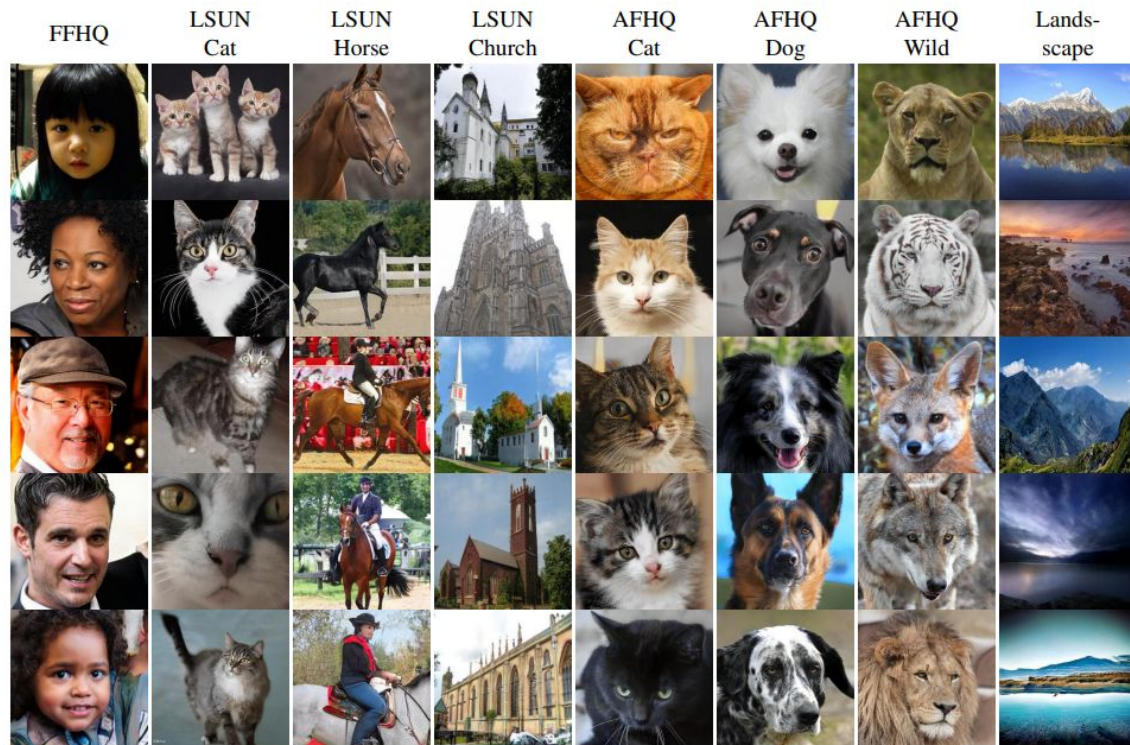 FFHQ
LSUN
Cat
LSUN
Horse
LSUN
Church
AFHQ
Cat
AFHQ
Dog
AFHQ
Wild
Lands-
scape